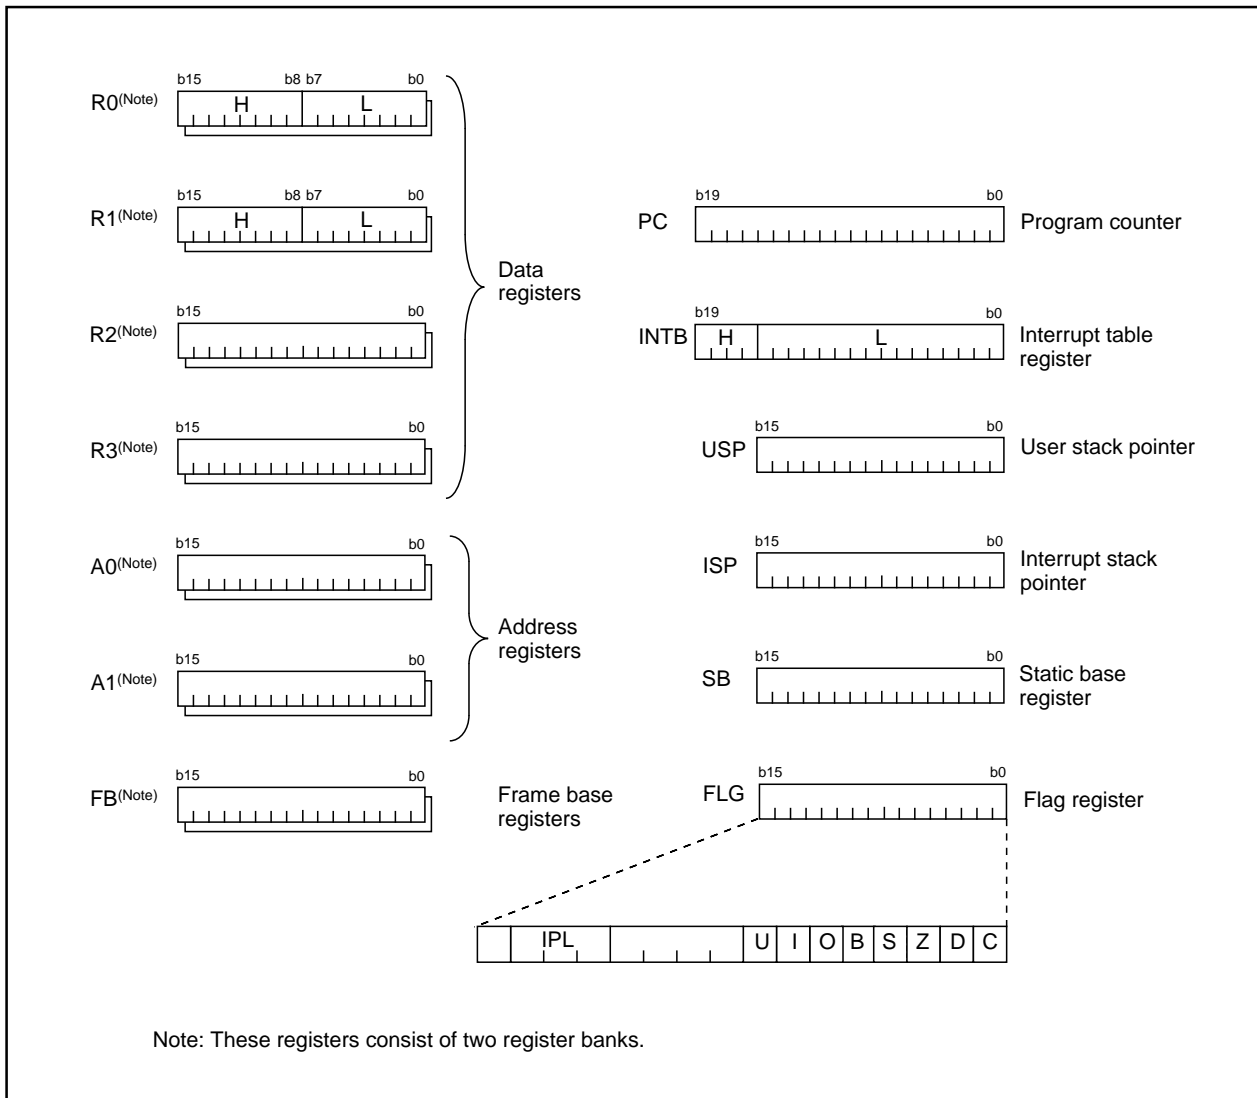 b15 b8 b7 b0
R0(Note) H L
b15 b8 b7 b0
R1(Note) H L
b15 b0
R2(Note)
b15 b0
R3(Note)
Data
registers
b15 b0
A0(Note)
b15 b0
A1(Note)
Address
registers
b15 b0
FB(Note)
Frame base
registers
b19 b0
PC Program counter
b19 b0
INTB H L Interrupt table
register
b15 b0
USP User stack pointer
b15 b0
ISP Interrupt stack
pointer
b15 b0
SB Static base
register
b15 b0
FLG Flag register
IPL U I O B S Z D C
Note: These registers consist of two register banks.